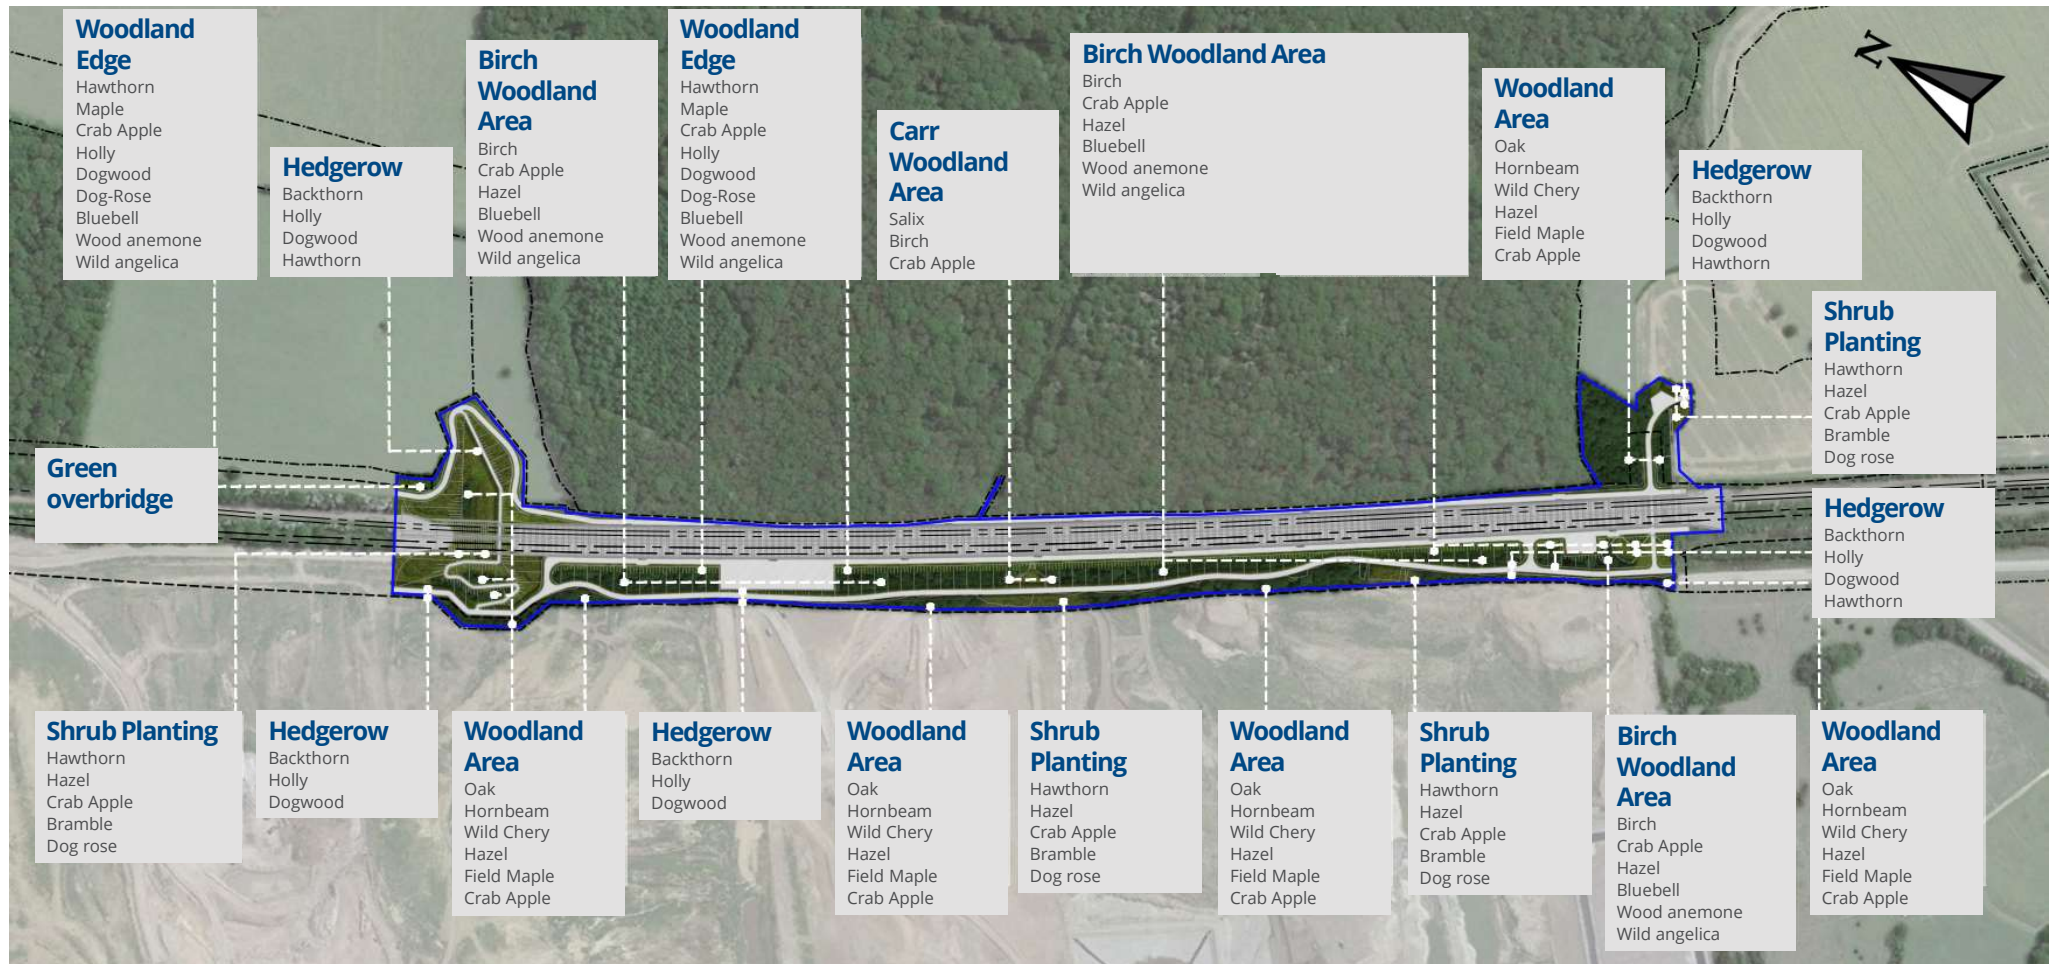 Woodland
Edge
Hawthorn
Maple
Crab Apple
Holly
Dogwood
Dog-Rose
Bluebell
Wood anemone
Wild angelica
Hedgerow
Backthorn
Holly
Dogwood
Hawthorn
Birch
Woodland
Area
Birch
Crab Apple
Hazel
Bluebell
Wood anemone
Wild angelica
Woodland
Edge
Hawthorn
Maple
Crab Apple
Holly
Dogwood
Dog-Rose
Bluebell
Wood anemone
Wild angelica
Carr
Woodland
Area
Salix
Birch
Crab Apple
Birch Woodland Area
Birch
Crab Apple
Hazel
Bluebell
Wood anemone
Wild angelica
Woodland
Area
Oak
Hornbeam
Wild Chery
Hazel
Field Maple
Crab Apple
Hedgerow
Backthorn
Holly
Dogwood
Hawthorn
N
Shrub
Planting
Hawthorn
Hazel
Crab Apple
Bramble
Dog rose
Green
overbridge
Hedgerow
Backthorn
Holly
Dogwood
Hawthorn
Shrub Planting
Hawthorn
Hazel
Crab Apple
Bramble
Dog rose
Hedgerow
Backthorn
Holly
Dogwood
Woodland
Area
Oak
Hornbeam
Wild Chery
Hazel
Field Maple
Crab Apple
Hedgerow
Backthorn
Holly
Dogwood
Woodland
Area
Oak
Hornbeam
Wild Chery
Hazel
Field Maple
Crab Apple
Shrub
Planting
Hawthorn
Hazel
Crab Apple
Bramble
Dog rose
Woodland
Area
Oak
Hornbeam
Wild Chery
Hazel
Field Maple
Crab Apple
Shrub
Planting
Hawthorn
Hazel
Crab Apple
Bramble
Dog rose
Birch
Woodland
Area
Birch
Crab Apple
Hazel
Bluebell
Wood anemone
Wild angelica
Woodland
Area
Oak
Hornbeam
Wild Chery
Hazel
Field Maple
Crab Apple